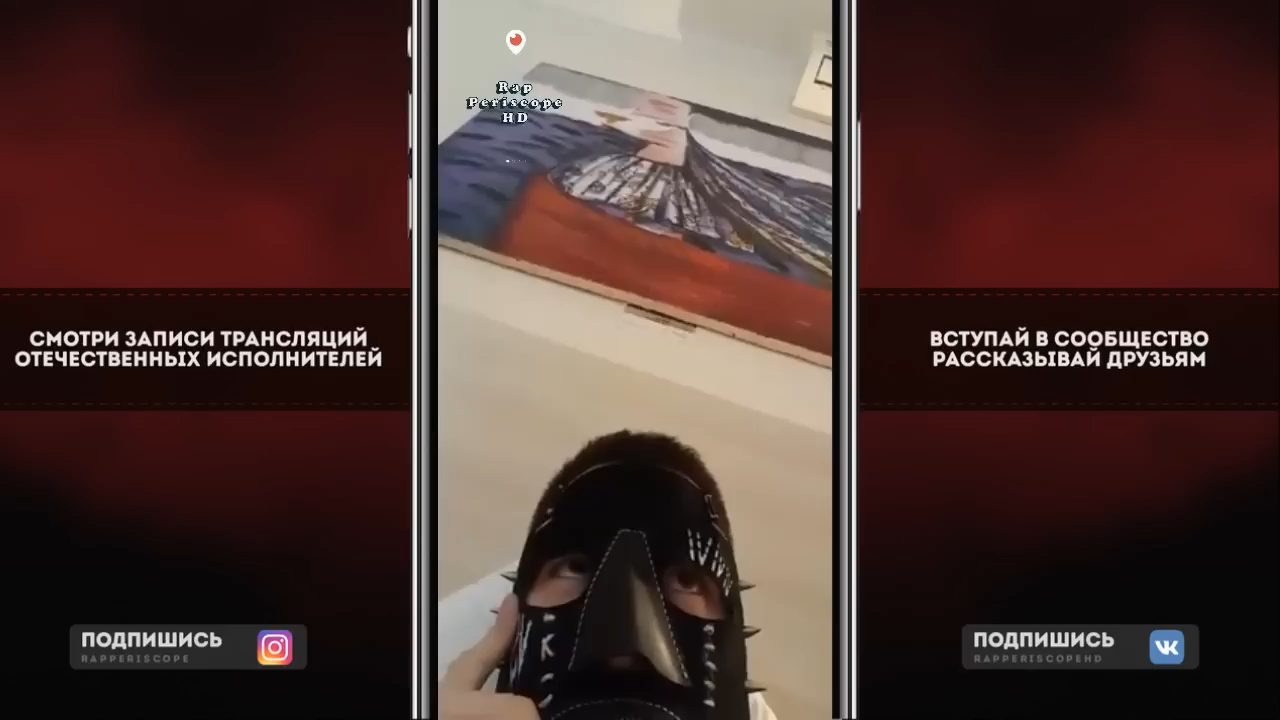 Rap
Periscope
HD
СМОТРИ ЗАПИСИ ТРАНСЛЯЦИЙ
ОТЕЧЕСТВЕННЫХ ИСПОЛНИТЕЛЕЙ
ВСТУПАЙ В СООБЩЕСТВО
РАССКАЗЫВАЙ ДРУЗЬЯМ
ПОДПИШИСЬ
RAPPERISCOPE
ПОДПИШИСЬ
RAPPERISCOPEHD